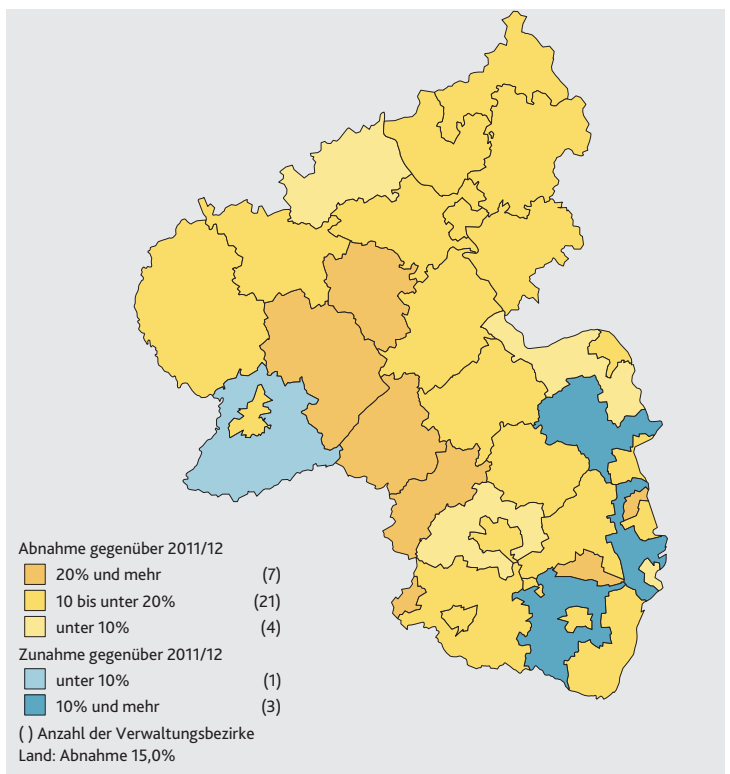 Abnahme gegenüber 2011/12
20% und mehr (7)
10 bis unter 20% (21)
unter 10% (4)
Zunahme gegenüber 2011/12
unter 10% (1)
10% und mehr (3)
( ) Anzahl der Verwaltungsbezirke
Land: Abnahme 15,0%